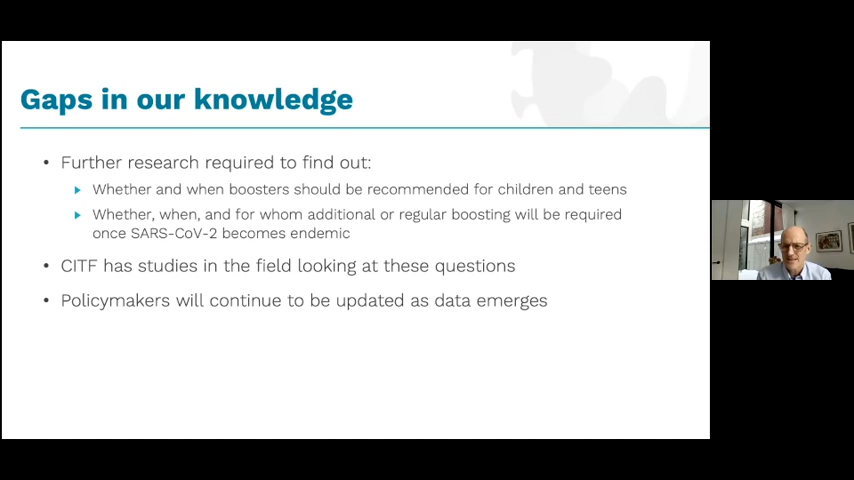 Gaps in our knowledge
• Further research required to find out:
Whether and when boosters should be recommended for children and teens
Whether, when, and for whom additional or regular boosting will be required
once SARS-CoV-2 becomes endemic
• CITF has studies in the field looking at these questions
• Policymakers will continue to be updated as data emerges